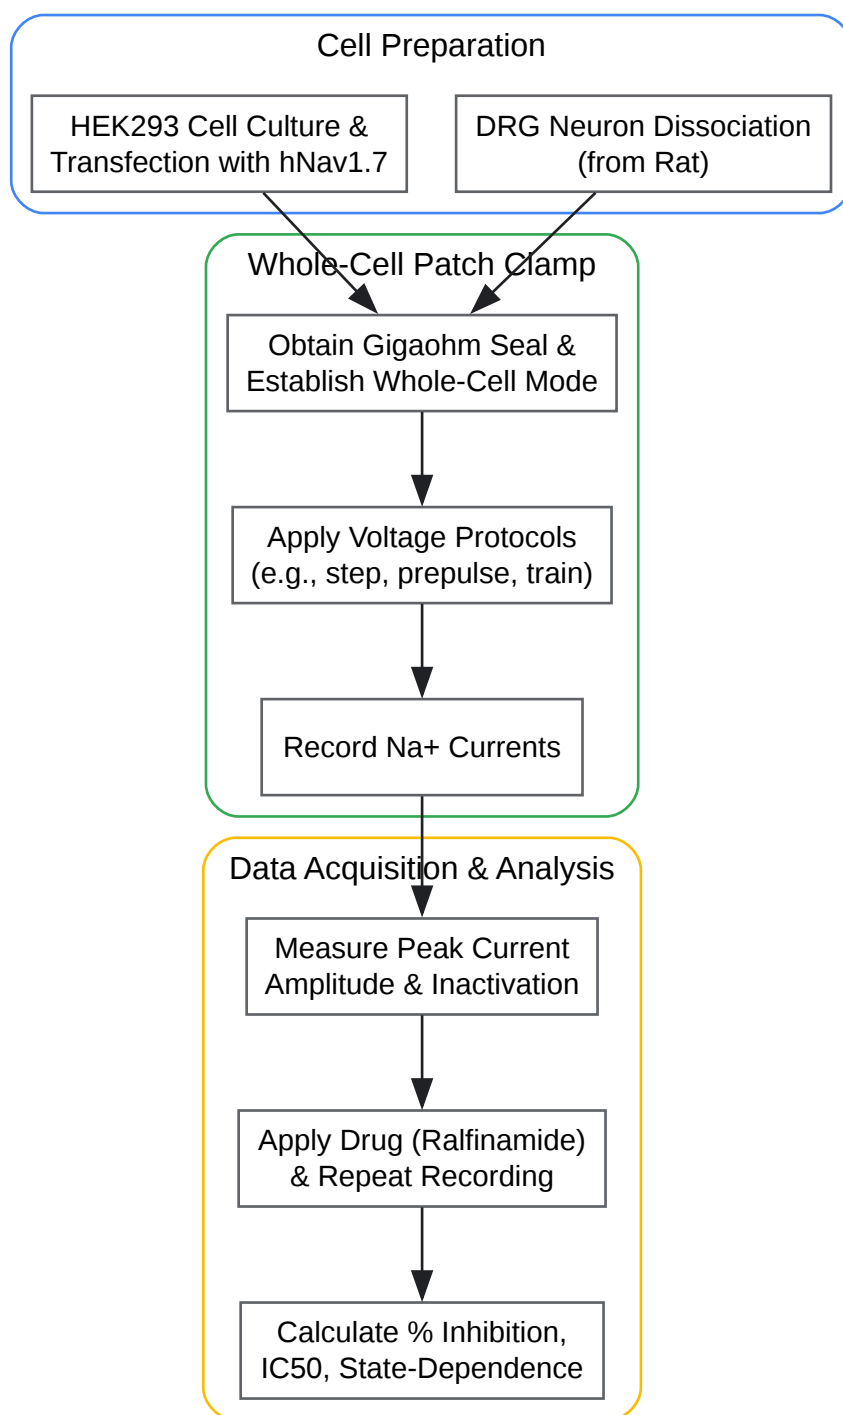 Cell Preparation
HEK293 Cell Culture &
Transfection with hNav1.7
DRG Neuron Dissociation
(from Rat)
Whole-Cell Patch Clamp
Obtain Gigaohm Seal &
Establish Whole-Cell Mode
Apply Voltage Protocols
(e.g., step, prepulse, train)
Record Na+ Currents
Data Acquisition & Analysis
Measure Peak Current
Amplitude & Inactivation
Apply Drug (Ralfinamide)
& Repeat Recording
Calculate % Inhibition,
IC50, State-Dependence